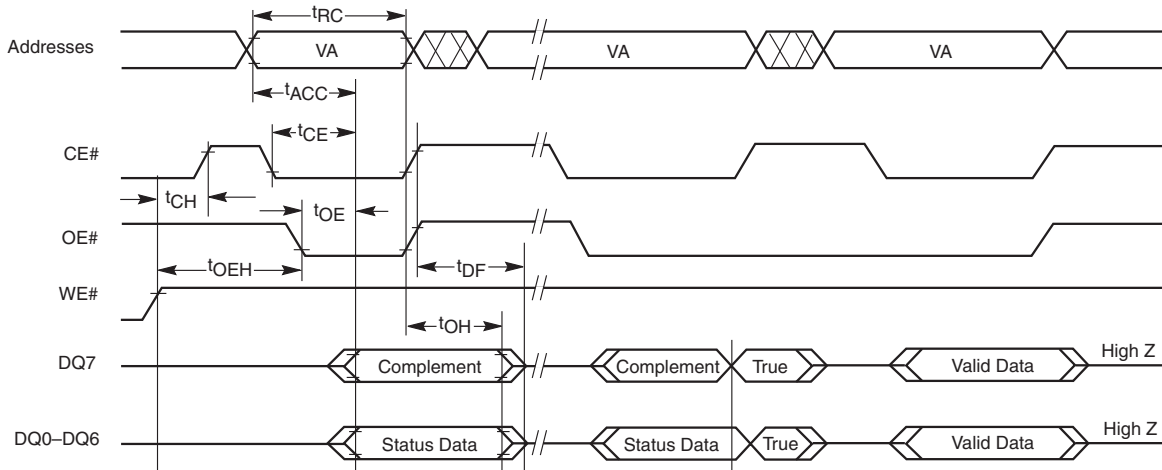 tRC
Addresses VA VA VA
tACC
tCE
CE#
tCH
tOE
OE#
tOEH tDF
WE#
tOH
DQ7 Complement Complement True Valid Data High Z
DQ0–DQ6 Status Data Status Data True Valid Data High Z